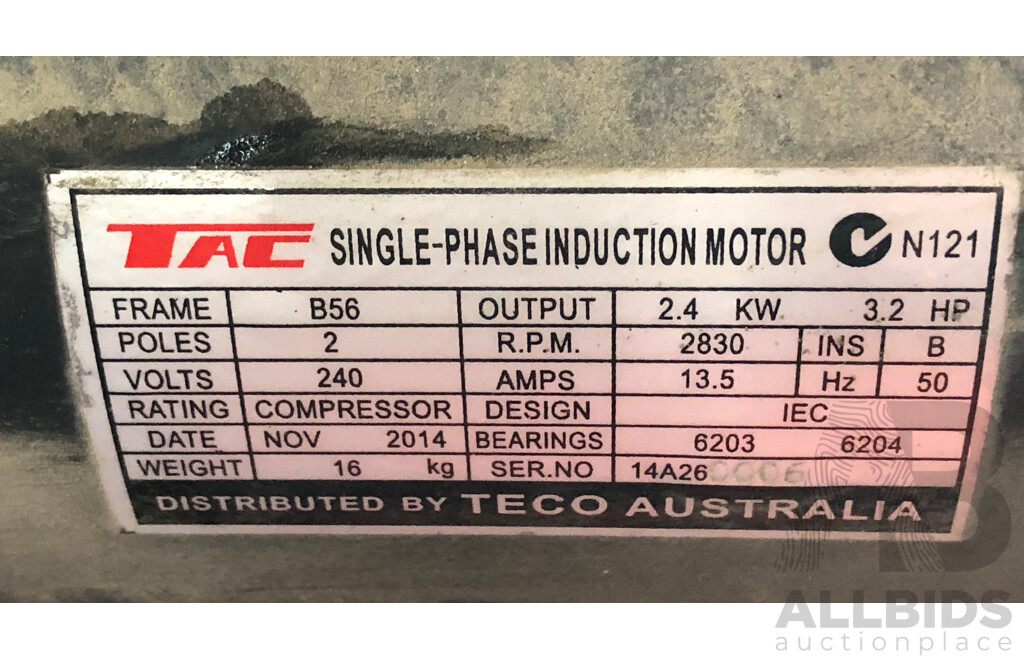 TAC SINGLE-PHASE INDUCTION MOTOR N121
FRAME B56 OUTPUT 2.4 KW 3.2 HP
POLES 2 R.P.M. 2830 INS B
VOLTS 240 AMPS 13.5 Hz 50
RATING COMPRESSOR DESIGN IEC
DATE NOV 2014 BEARINGS 6203 6204
WEIGHT 16 kg SER.NO 14A260006
DISTRIBUTED BY TECO AUSTRALIA
ALLBIDS
auctionplace